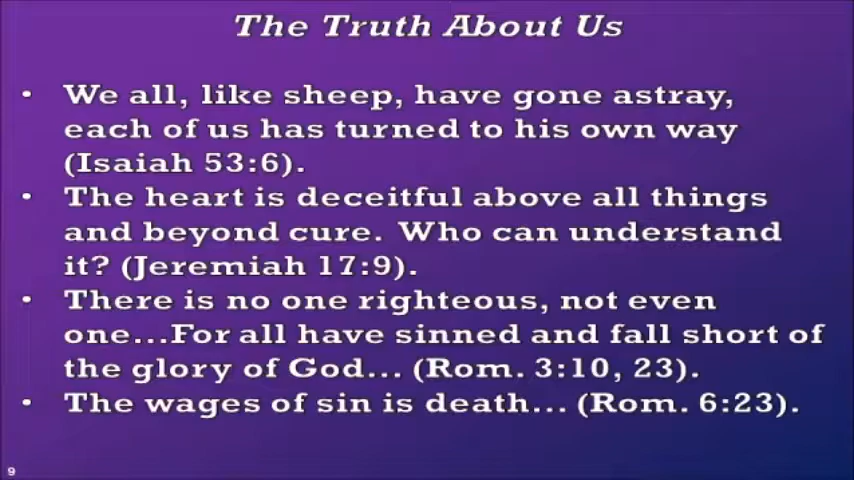 The Truth About Us
• We all, like sheep, have gone astray,
each of us has turned to his own way
(Isaiah 53:6).
• The heart is deceitful above all things
and beyond cure. Who can understand
it? (Jeremiah 17:9).
• There is no one righteous, not even
one...For all have sinned and fall short of
the glory of God... (Rom. 3:10, 23).
• The wages of sin is death... (Rom. 6:23).
9